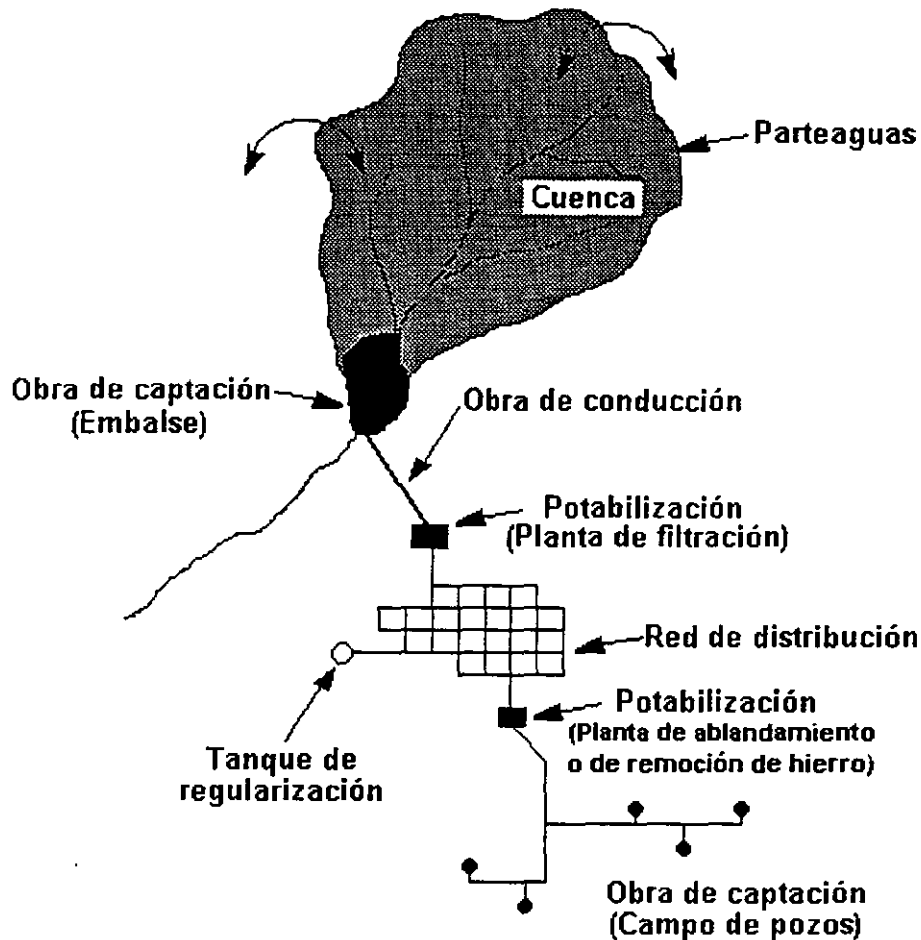 Parteaguas
Cuenca
Obra de captación
(Embalse)
Obra de conducción
Potabilización
(Planta de filtración)
Red de distribución
Potabilización
(Planta de ablandamiento
o de remoción de hierro)
Tanque de
regularización
Obra de captación
(Campo de pozos)